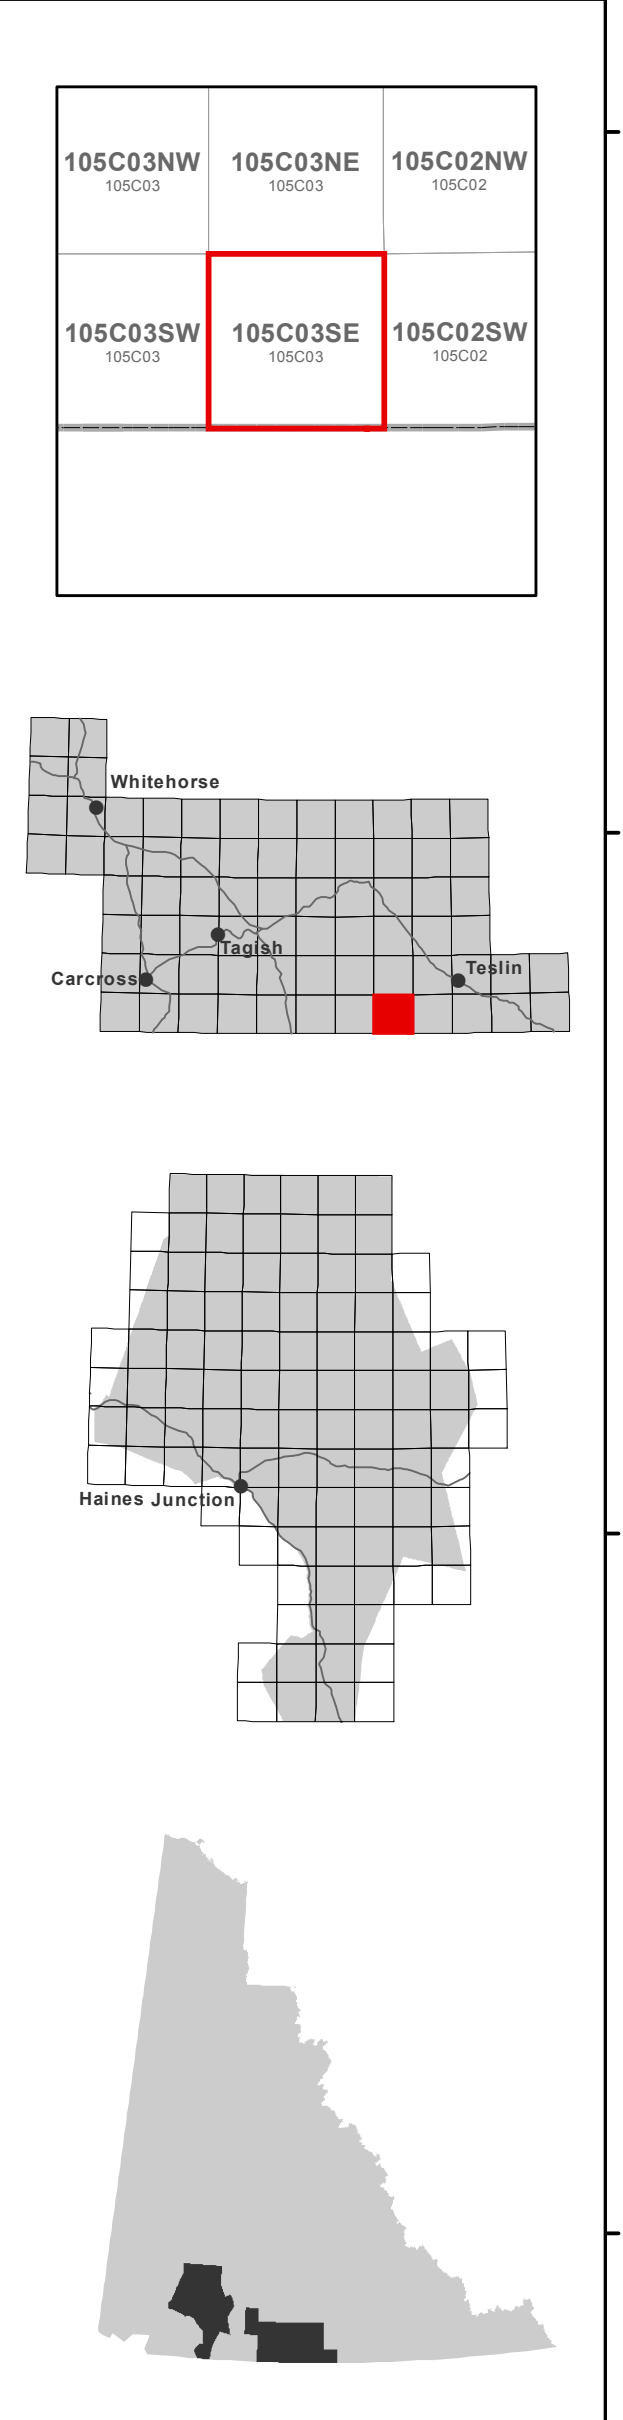 105C03NW 105C03NE 105C02NW
105C03 105C03 105C02
105C03SW 105C03SE 105C02SW
105C03 105C03 105C02
Whitehorse
Tagish
Teslin
Carcross
Haines Junction